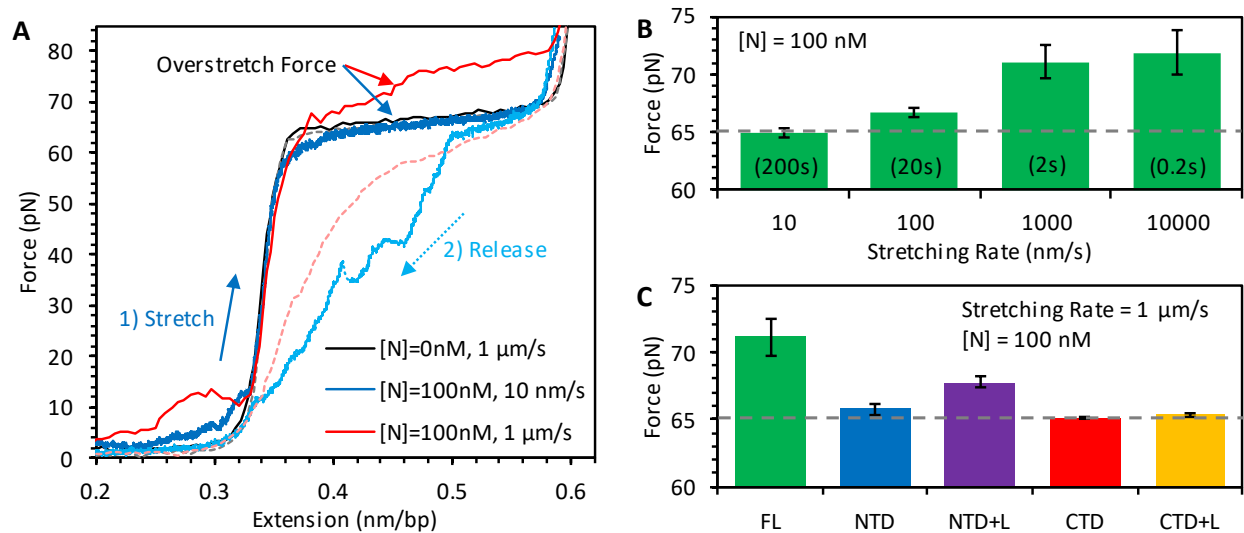 A
80
70
60
50
40
30
20
10
0
Force (pN)
0.2
0.3
0.4
0.5
0.6
Extension (nm/bp)
Overstretch Force
1) Stretch
2) Release
[N]=0nM, 1 µm/s
[N]=100nM, 10 nm/s
[N]=100nM, 1 µm/s
B
75
70
65
60
Force (pN)
[N] = 100 nM
(200s)
(20s)
(2s)
(0.2s)
10
100
1000
10000
Stretching Rate (nm/s)
C
75
70
65
60
Force (pN)
Stretching Rate = 1 µm/s
[N] = 100 nM
FL
NTD
NTD+L
CTD
CTD+L